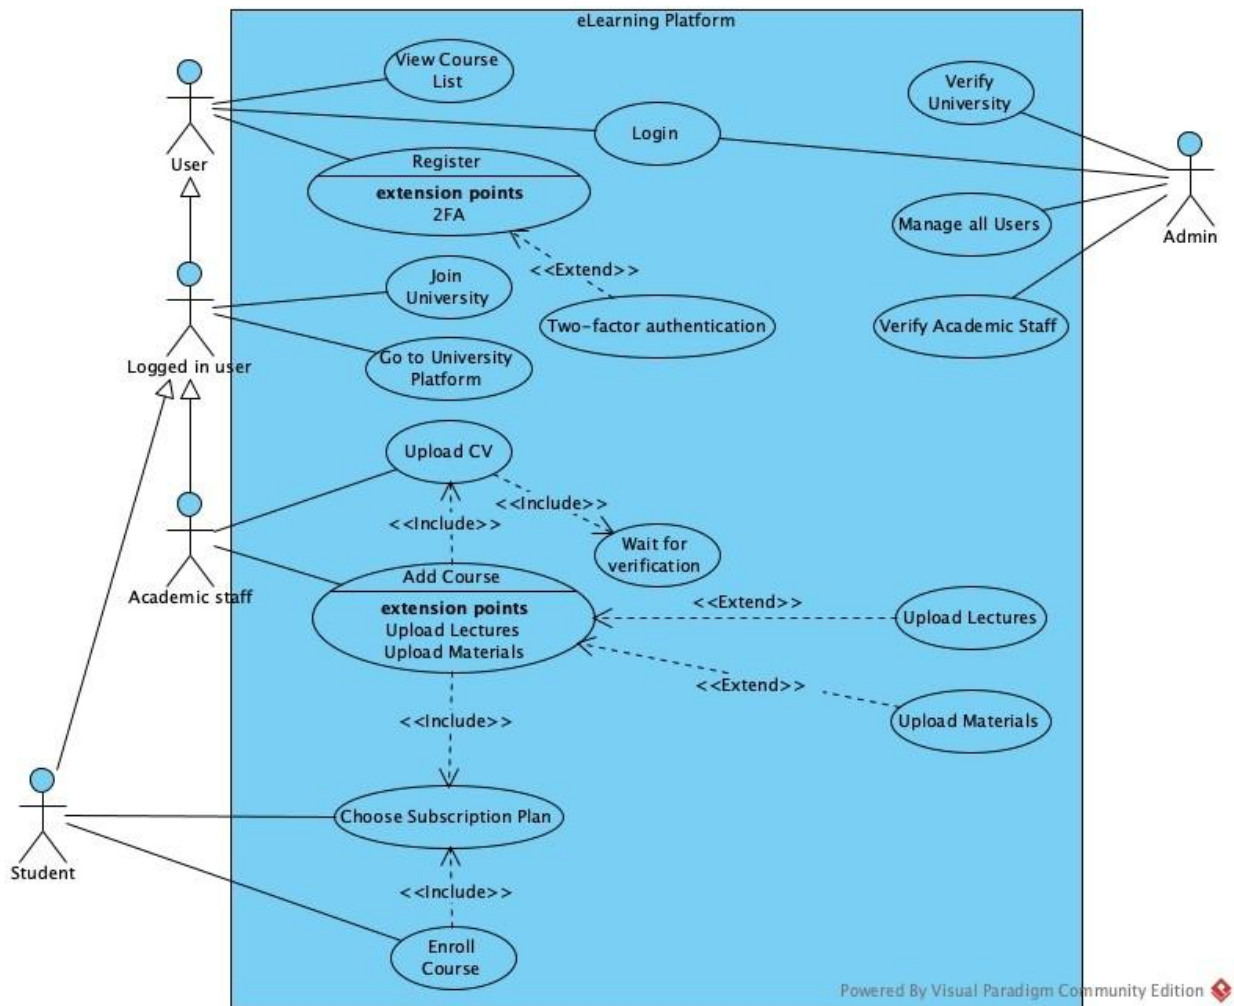 eLearning Platform
View Course
List
Verify
University
Login
User
Register
extension points
2FA
Manage all Users
Admin
<<Extend>>
Join
University
Two-factor authentication
Verify Academic Staff
Logged in user
Go to University
Platform
Upload CV
<<Include>>
<<Include>>
Wait for
verification
Academic staff
Add Course
extension points
Upload Lectures
Upload Materials
<<Extend>>
Upload Lectures
<<Extend>>
Upload Materials
<<Include>>
Choose Subscription Plan
Student
<<Include>>
Enroll
Course
Powered By Visual Paradigm Community Edition